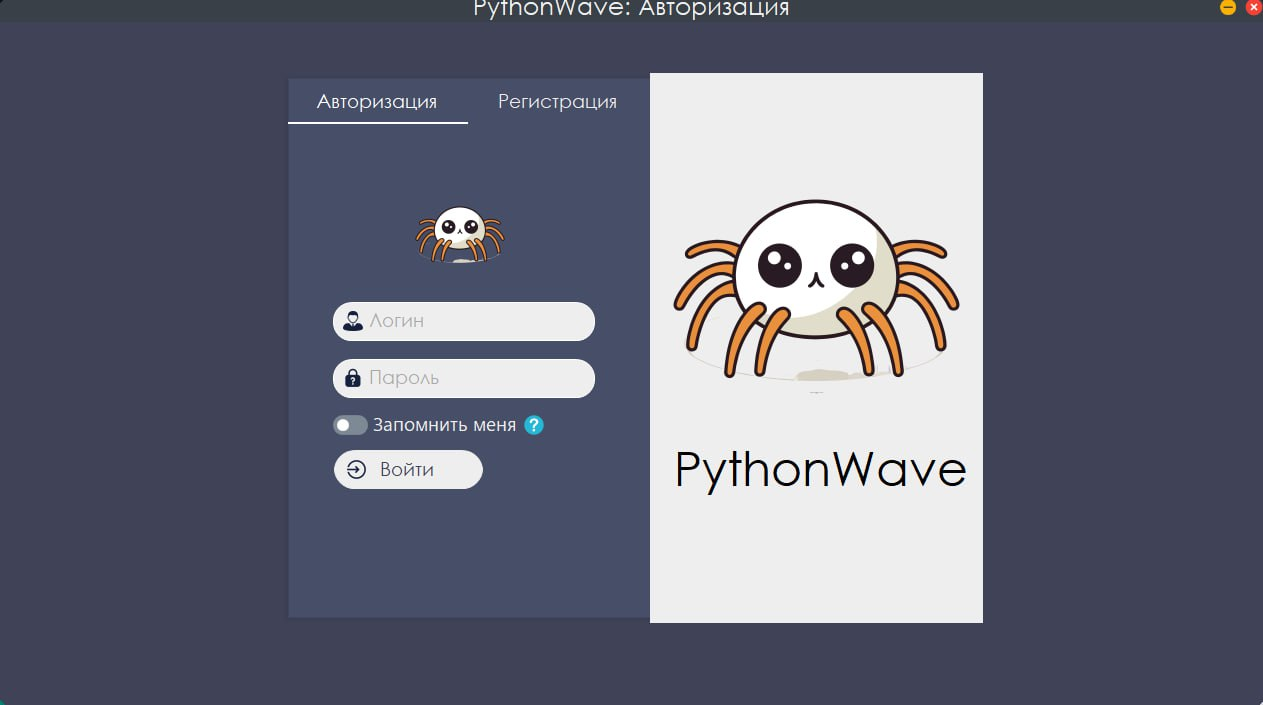 PythonWave: Авторизация
Авторизация
Регистрация
Логин
Пароль
Запомнить меня ?
Войти
PythonWave